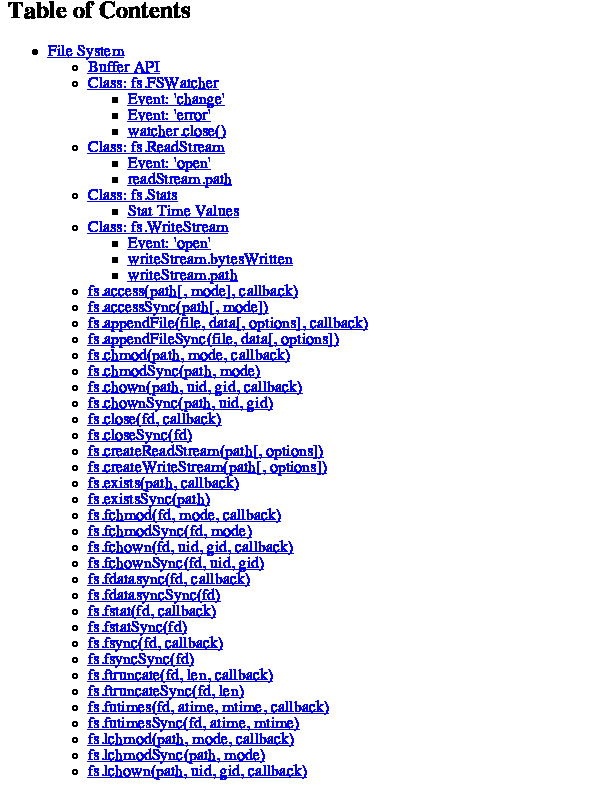 Table of Contents
File System
Buffer API
Class: fs.FSWatcher
Event: 'change'
Event: 'error'
watcher.close()
Class: fs.ReadStream
Event: 'open'
readStream.path
Class: fs.Stats
Stat Time Values
Class: fs.WriteStream
Event: 'open'
writeStream.bytesWritten
writeStream.path
fs.access(path[, mode], callback)
fs.accessSync(path[, mode])
fs.appendFile(file, data[, options], callback)
fs.appendFileSync(file, data[, options])
fs.chmod(path, mode, callback)
fs.chmodSync(path, mode)
fs.chown(path, uid, gid, callback)
fs.chownSync(path, uid, gid)
fs.close(fd, callback)
fs.closeSync(fd)
fs.createReadStream(path[, options])
fs.createWriteStream(path[, options])
fs.exists(path, callback)
fs.existsSync(path)
fs.fchmod(fd, mode, callback)
fs.fchmodSync(fd, mode)
fs.fchown(fd, uid, gid, callback)
fs.fchownSync(fd, uid, gid)
fs.fdatasync(fd, callback)
fs.fdatasyncSync(fd)
fs.fstat(fd, callback)
fs.fstatSync(fd)
fs.fsync(fd, callback)
fs.fsyncSync(fd)
fs.ftruncate(fd, len, callback)
fs.ftruncateSync(fd, len)
fs.futimes(fd, atime, mtime, callback)
fs.futimesSync(fd, atime, mtime)
fs.lchmod(path, mode, callback)
fs.lchmodSync(path, mode)
fs.lchown(path, uid, gid, callback)